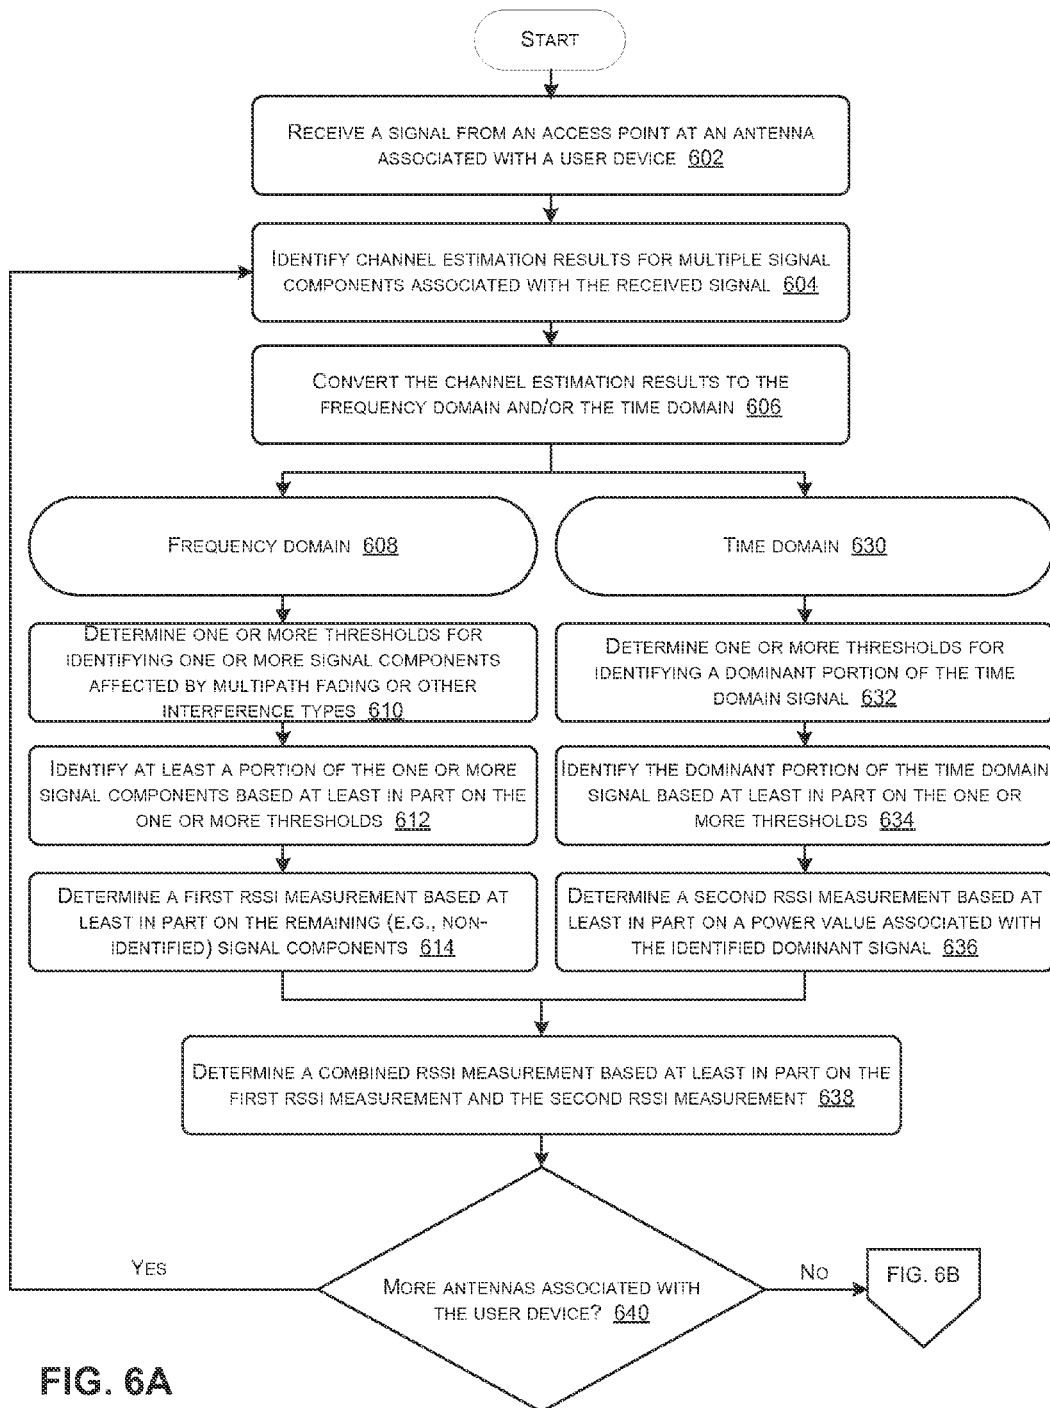 START
RECEIVE A SIGNAL FROM AN ACCESS POINT AT AN ANTENNA
ASSOCIATED WITH A USER DEVICE 602
IDENTIFY CHANNEL ESTIMATION RESULTS FOR MULTIPLE SIGNAL
COMPONENTS ASSOCIATED WITH THE RECEIVED SIGNAL 604
CONVERT THE CHANNEL ESTIMATION RESULTS TO THE
FREQUENCY DOMAIN AND/OR THE TIME DOMAIN 606
FREQUENCY DOMAIN 608
DETERMINE ONE OR MORE THRESHOLDS FOR
IDENTIFYING ONE OR MORE SIGNAL COMPONENTS
AFFECTED BY MULTIPATH FADING OR OTHER
INTERFERENCE TYPES 610
IDENTIFY AT LEAST A PORTION OF THE ONE OR MORE
SIGNAL COMPONENTS BASED AT LEAST IN PART ON THE
ONE OR MORE THRESHOLDS 612
DETERMINE A FIRST RSSI MEASUREMENT BASED AT
LEAST IN PART ON THE REMAINING (E.G., NON-
IDENTIFIED) SIGNAL COMPONENTS 614
TIME DOMAIN 630
DETERMINE ONE OR MORE THRESHOLDS FOR
IDENTIFYING A DOMINANT PORTION OF THE TIME
DOMAIN SIGNAL 632
IDENTIFY THE DOMINANT PORTION OF THE TIME DOMAIN
SIGNAL BASED AT LEAST IN PART ON THE ONE OR
MORE THRESHOLDS 634
DETERMINE A SECOND RSSI MEASUREMENT BASED AT
LEAST IN PART ON A POWER VALUE ASSOCIATED WITH
THE IDENTIFIED DOMINANT SIGNAL 636
DETERMINE A COMBINED RSSI MEASUREMENT BASED AT LEAST IN PART ON THE
FIRST RSSI MEASUREMENT AND THE SECOND RSSI MEASUREMENT 638
YES
MORE ANTENNAS ASSOCIATED WITH
THE USER DEVICE? 640
NO
FIG. 6B
FIG. 6A